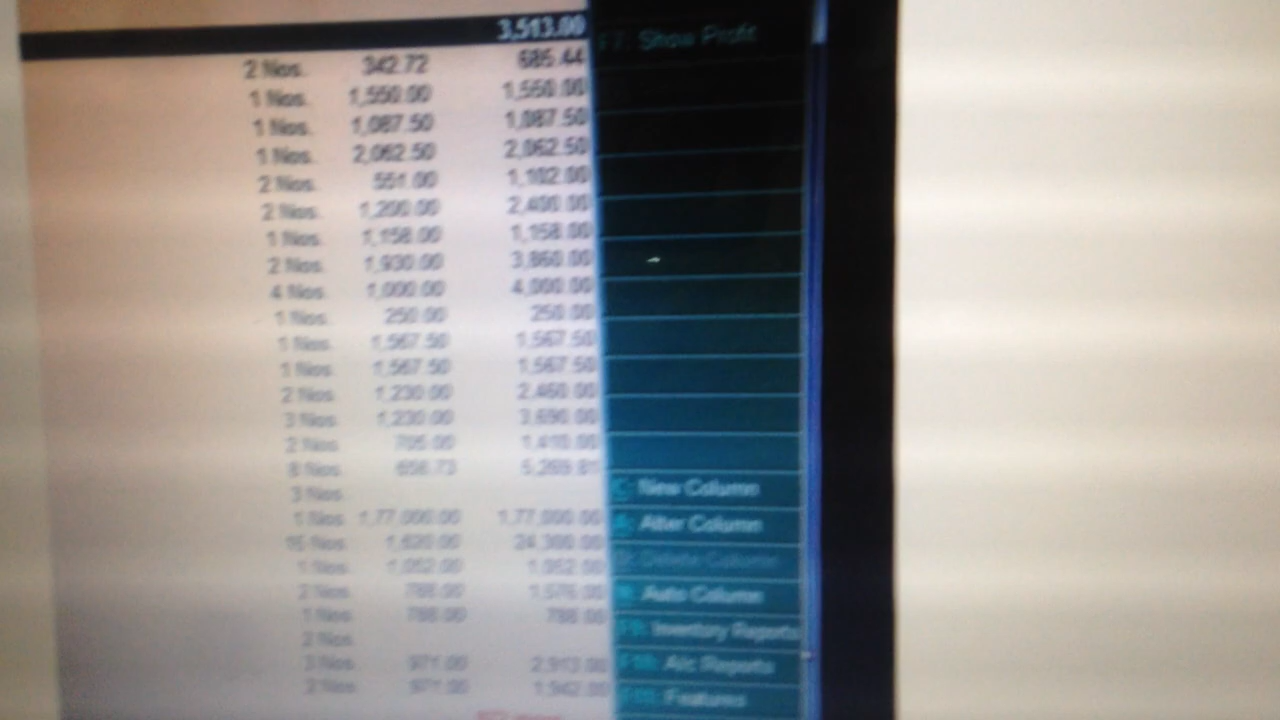 3,513.00
2 Nos. 342.72 685.44
1 Nos. 1,550.00 1,550.00
1 Nos. 1,087.50 1,087.50
1 Nos. 2,062.50 2,062.50
2 Nos. 551.00 1,102.00
2 Nos. 1,200.00 2,400.00
1 Nos. 1,158.00 1,158.00
2 Nos. 1,930.00 3,860.00
4 Nos. 1,000.00 4,000.00
1 Nos. 250.00 250.00
1 Nos. 1,567.50 1,567.50
1 Nos. 1,567.50 1,567.50
2 Nos. 1,230.00 2,460.00
3 Nos. 1,230.00 3,690.00
2 Nos. 705.00 1,410.00
8 Nos. 658.73 5,269.81
3 Nos.
1 Nos. 1,77,000.00 1,77,000.00
15 Nos. 1,620.00 24,300.00
1 Nos. 1,052.00 1,052.00
2 Nos. 788.00 1,576.00
1 Nos. 788.00 788.00
2 Nos.
3 Nos. 971.00 2,913.00
2 Nos. 971.00 1,942.00
F7: Show Profit
C: New Column
A: Alter Column
D: Delete Column
N: Auto Column
F9: Inventory Reports
F10: A/c Reports
F11: Features